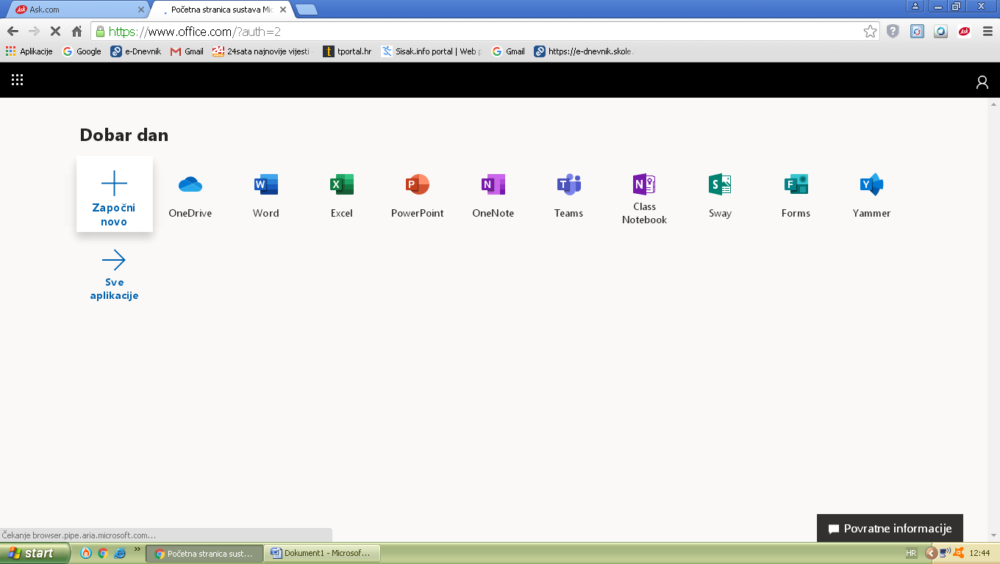 Ask Ask.com
Početna stranica sustava Mic
https://www.office.com/?auth=2
Ask
Aplikacije
Google
e-Dnevnik
Gmail
24sata najnovije vijesti
tportal.hr
Sisak.info portal | Web p
Gmail
https://e-dnevnik.skole.
Dobar dan
Započni
novo
OneDrive
Word
Excel
PowerPoint
OneNote
Teams
Class
Notebook
Sway
Forms
Yammer
Sve
aplikacije
Povratne informacije
Čekanje browser.pipe.aria.microsoft.com...
start
Početna stranica sust...
Dokument1 - Microsof...
HR
12:44